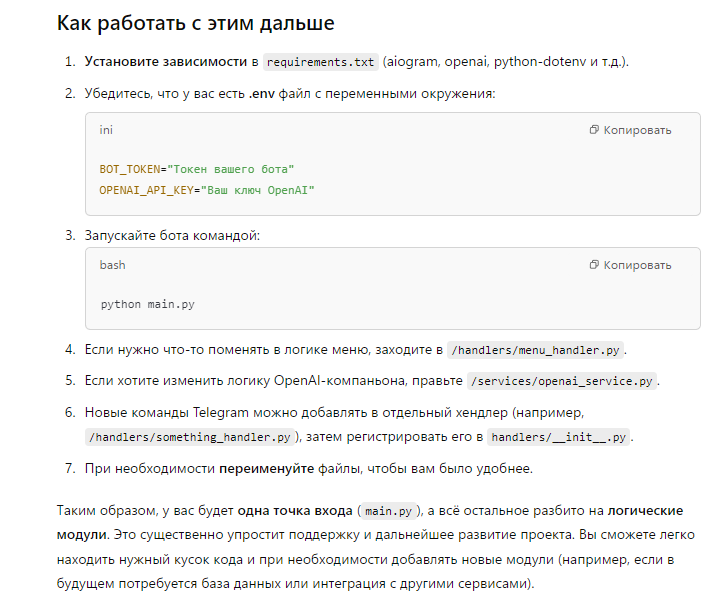 Как работать с этим дальше
1. Установите зависимости в requirements.txt (aiogram, openai, python-dotenv и т.д.).
2. Убедитесь, что у вас есть .env файл с переменными окружения:
ini
Копировать
BOT_TOKEN="Токен вашего бота"
OPENAI_API_KEY="Ваш ключ OpenAI"
3. Запускайте бота командой:
bash
Копировать
python main.py
4. Если нужно что-то поменять в логике меню, заходите в /handlers/menu_handler.py.
5. Если хотите изменить логику OpenAI-компаньона, правьте /services/openai_service.py.
6. Новые команды Telegram можно добавлять в отдельный хендлер (например,
/handlers/something_handler.py), затем регистрировать его в handlers/__init__.py.
7. При необходимости переименуйте файлы, чтобы вам было удобнее.
Таким образом, у вас будет одна точка входа (main.py), а всё остальное разбито на логические
модули. Это существенно упростит поддержку и дальнейшее развитие проекта. Вы сможете легко
находить нужный кусок кода и при необходимости добавлять новые модули (например, если в
будущем потребуется база данных или интеграция с другими сервисами).